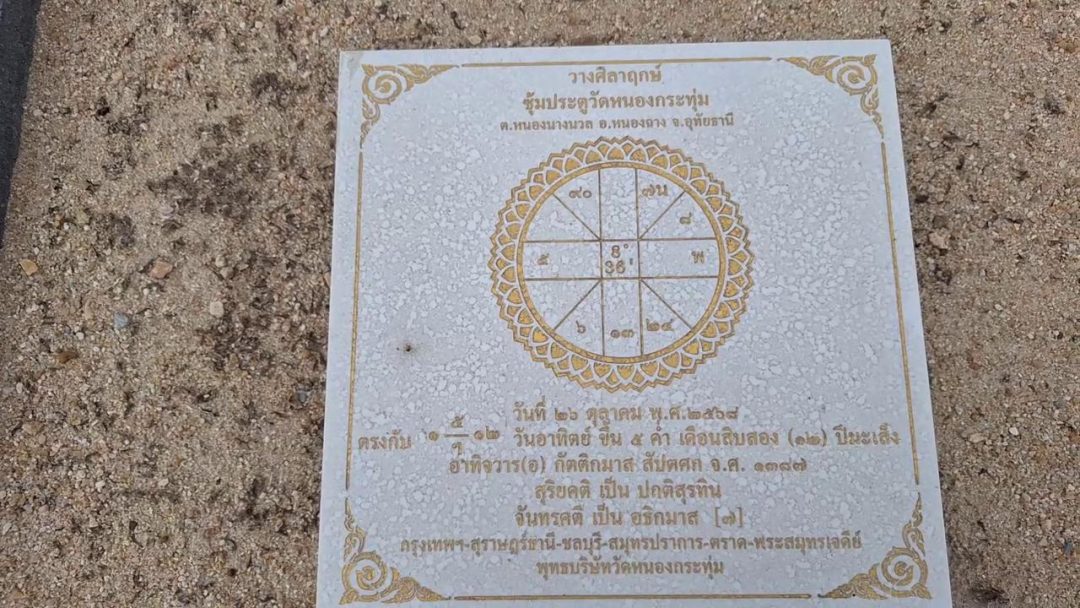 วางศิลาฤกษ์
ซุ้มประตูวัดหนองกระทุ่ม
ต.หนองนางนวล อ.หนองฉาง จ.อุทัยธานี
๙๐ ๗น
๘
๕ 8° พ
36'
๖ ๑๓ ๒๔
วันที่ ๒๖ ตุลาคม พ.ศ.๒๕๖๘
ตรงกับ ๑ ๕ ๑๒ วันอาทิตย์ ขึ้น ๕ ค่ำ เดือนสิบสอง (๑๒) ปีมะเส็ง
อาทิจวาร(อ) กัตติกมาส สัปตศก จ.ศ. ๑๓๘๗
สุริยคติ เป็น ปกติสุรทิน
จันทรคติ เป็น อธิกมาส [๗]
กรุงเทพฯ-สุราษฎร์ธานี-ชลบุรี-สมุทรปราการ-ตราด-พระสมุทรเจดีย์
พุทธบริษัทวัดหนองกระทุ่ม